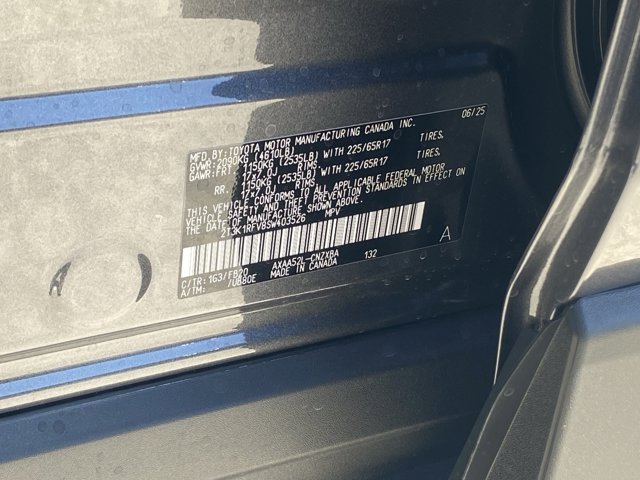 MFD.BY:TOYOTA MOTOR MANUFACTURING CANADA INC. 06/25
GVWR:2090KG (4610LB)
GAWR:FRT. 1150KG (2535LB) WITH 225/65R17 TIRES.
17X7.0J RIMS.
RR. 1150KG (2535LB) WITH 225/65R17 TIRES.
17X7.0J RIMS.
THIS VEHICLE CONFORMS TO ALL APPLICABLE FEDERAL MOTOR
VEHICLE SAFETY AND THEFT PREVENTION STANDARDS IN EFFECT ON
THE DATE OF MANUFACTURE SHOWN ABOVE.
2T3K1RFV8SW403526 MPV
A
C/TR:1G3/FB20 AXAA52L-CNZXBA 132
A/TM: /UB80E MADE IN CANADA